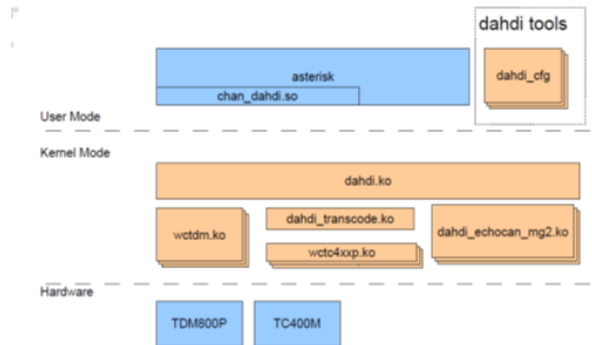 dahdi tools
asterisk
chan_dahdi.so
dahdi_cfg
User Mode
Kernel Mode
dahdi.ko
wctdm.ko
dahdi_transcode.ko
dahdi_echocan_mg2.ko
wctc4xxp.ko
Hardware
TDM800P
TC400M